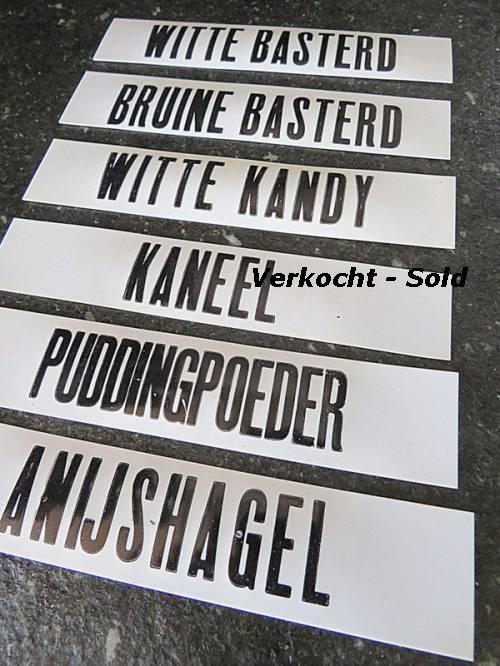 WITTE BASTERD
BRUINE BASTERD
WITTE KANDY
KANEEL
Verkocht - Sold
PUDDINGPOEDER
ANIJSHAGEL